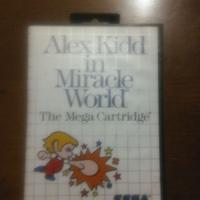 Alex Kidd
in
Miracle
World
The Mega Cartridge
SEGA